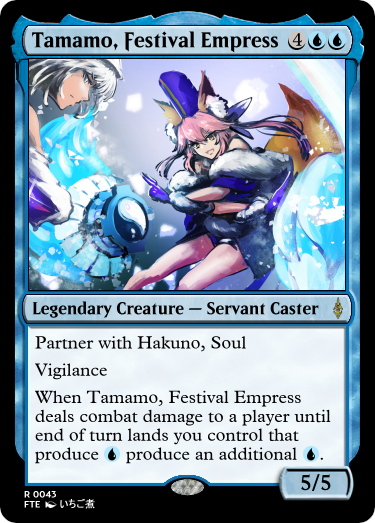 Tamamo, Festival Empress 4
Legendary Creature — Servant Caster
Partner with Hakuno, Soul
Vigilance
When Tamamo, Festival Empress
deals combat damage to a player until
end of turn lands you control that
produce produce an additional .
5/5
R 0043
FTE いちご煮